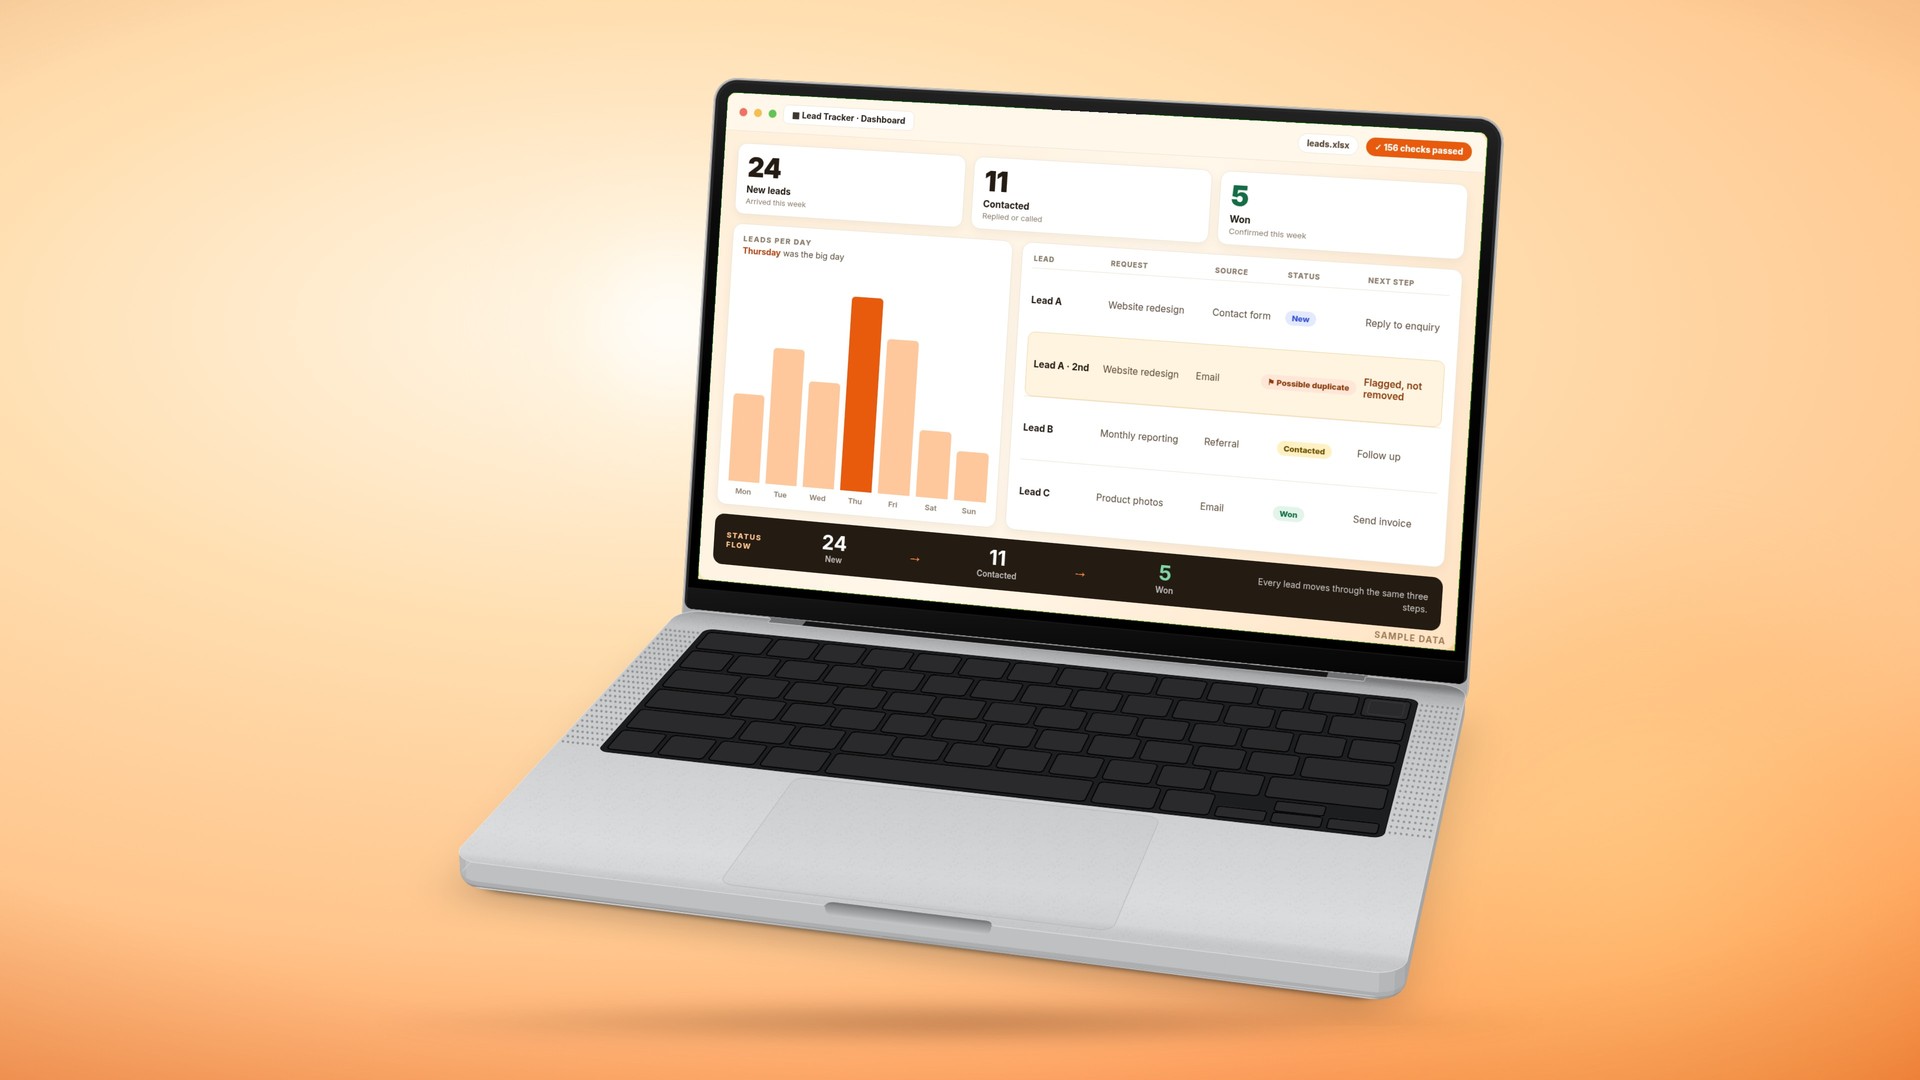 Lead Tracker · Dashboard
leads.xlsx
✓ 156 checks passed
24
New leads
Arrived this week
11
Contacted
Replied or called
5
Won
Confirmed this week
LEADS PER DAY
Thursday was the big day
Mon Tue Wed Thu Fri Sat Sun
LEAD REQUEST SOURCE STATUS NEXT STEP
Lead A Website redesign Contact form New Reply to enquiry
Lead A · 2nd Website redesign Email ⚑ Possible duplicate Flagged, not
removed
Lead B Monthly reporting Referral Contacted Follow up
Lead C Product photos Email Won Send invoice
STATUS
FLOW
24
New
→
11
Contacted
→
5
Won
Every lead moves through the same three
steps.
SAMPLE DATA